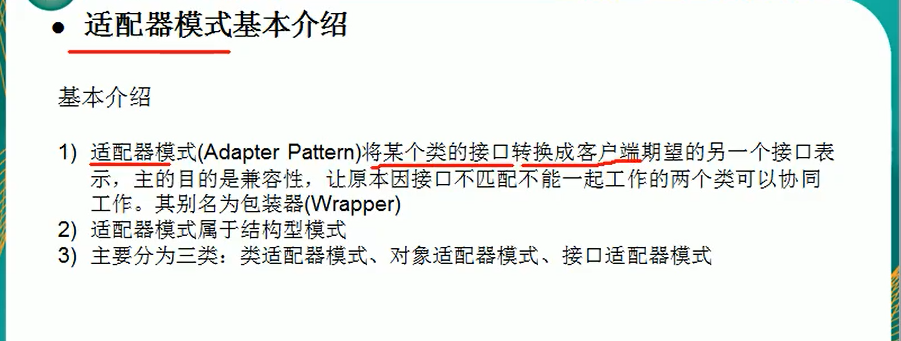 ● 适配器模式基本介绍
基本介绍
1) 适配器模式(Adapter Pattern)将某个类的接口转换成客户端期望的另一个接口表
示，主的目的是兼容性，让原本因接口不匹配不能一起工作的两个类可以协同
工作。其别名为包装器(Wrapper)
2) 适配器模式属于结构型模式
3) 主要分为三类：类适配器模式、对象适配器模式、接口适配器模式